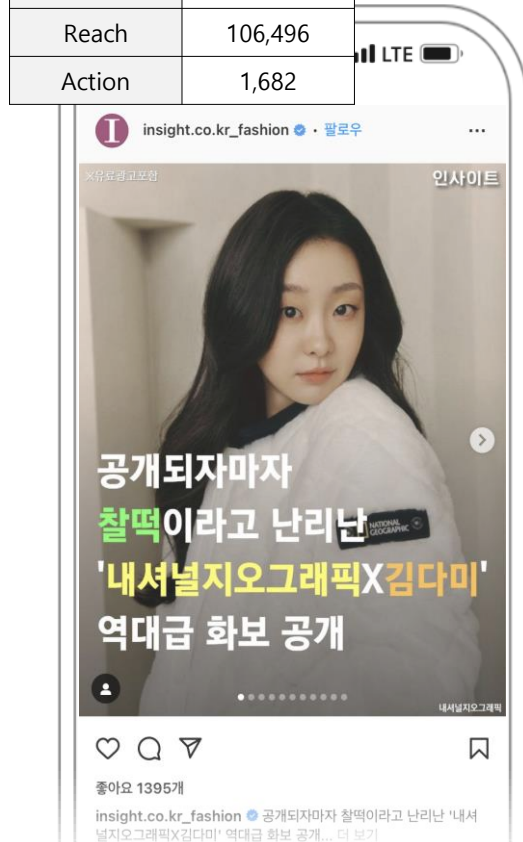 Reach 106,496
LTE
Action 1,682
I
insight.co.kr_fashion • 팔로우
※유료광고포함
인사이트
공개되자마자
찰떡이라고 난리난
NATIONAL GEOGRAPHIC
'내셔널지오그래픽X김다미'
역대급 화보 공개
내셔널지오그래픽
좋아요 1395개
insight.co.kr_fashion 공개되자마자 찰떡이라고 난리난 '내셔
널지오그래픽X김다미' 역대급 화보 공개... 더 보기